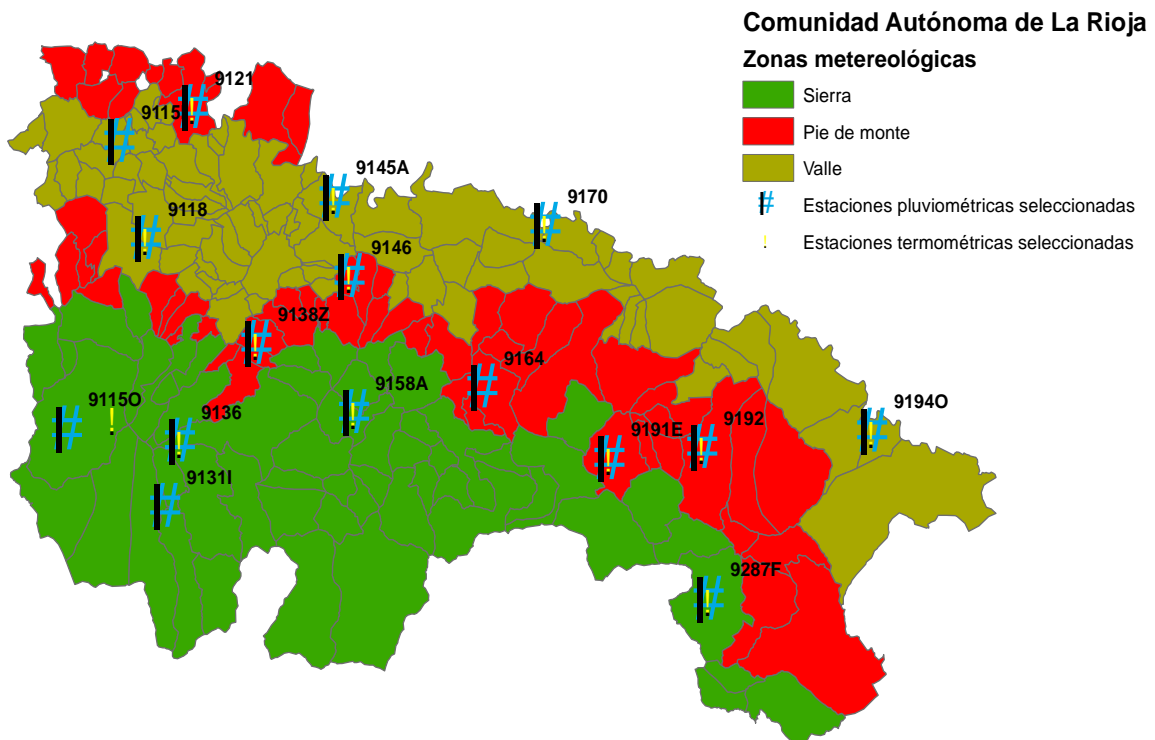 Comunidad Autónoma de La Rioja
Zonas metereológicas
Sierra
Pie de monte
Valle
Estaciones pluviométricas seleccionadas
Estaciones termométricas seleccionadas
9121
9115
9145A
9170
9118
9146
9138Z
9164
9158A
9115O
9136
9194O
9191E
9192
9131I
9287F